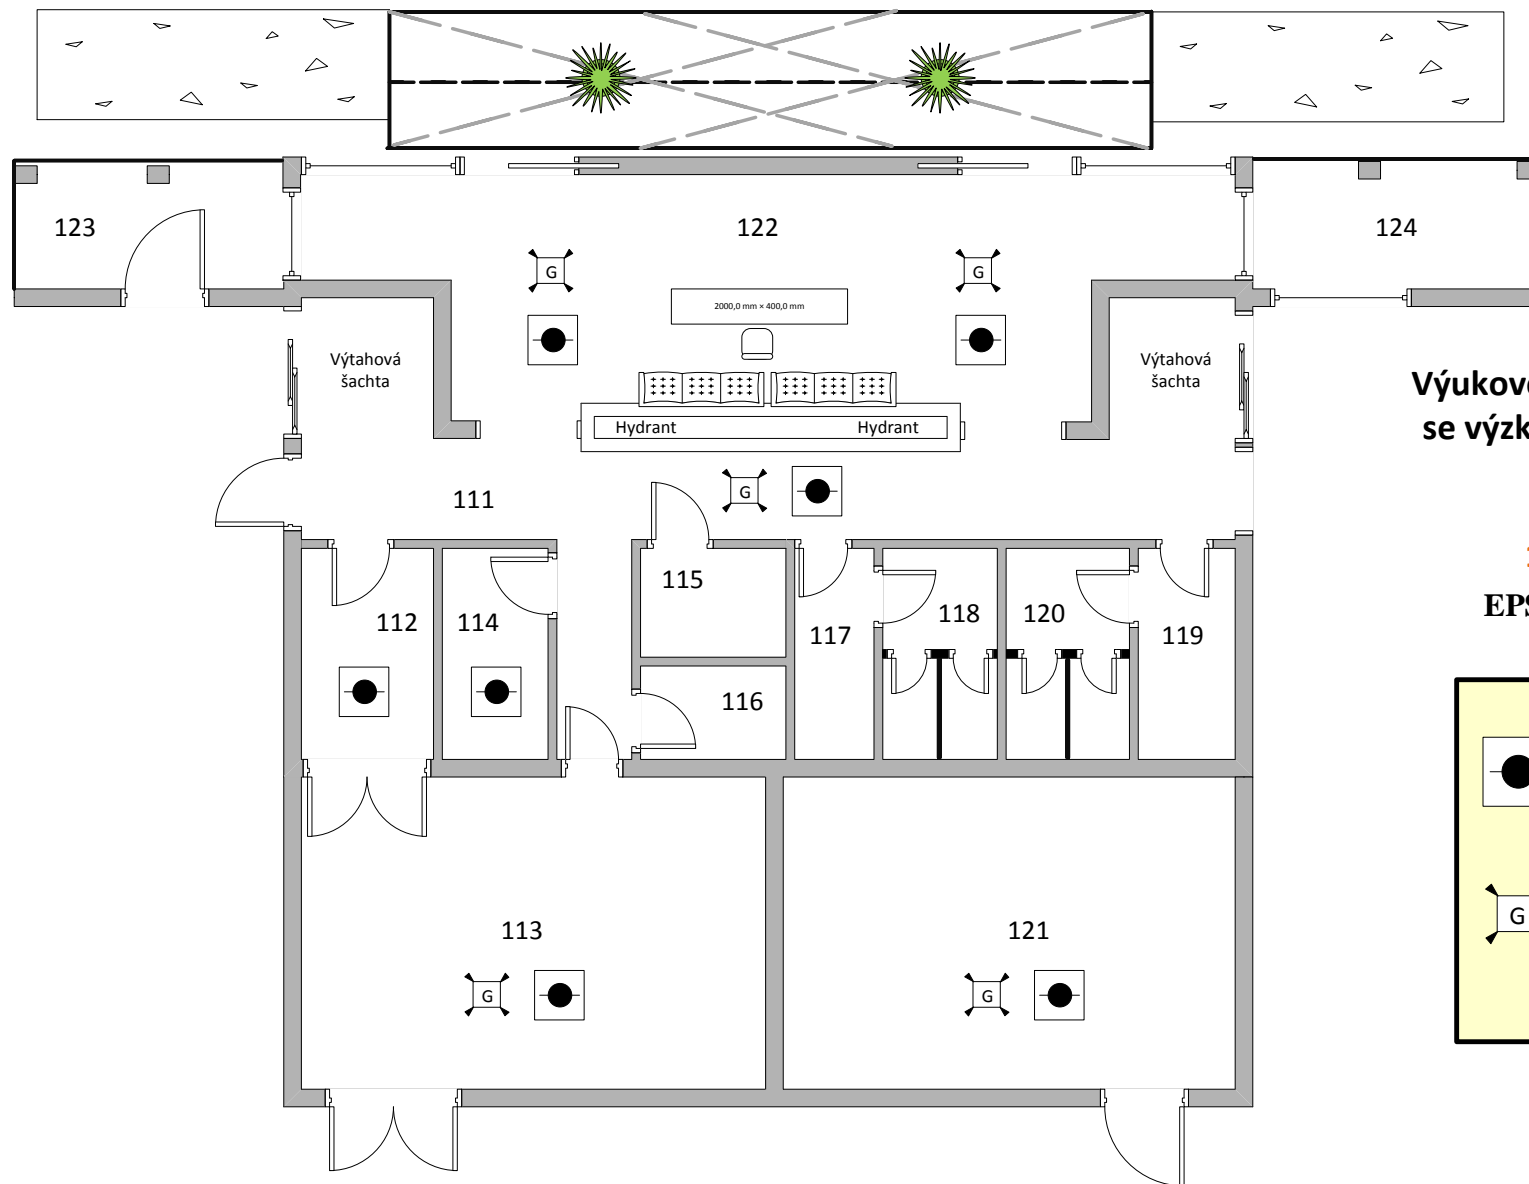 123
122
124
G
G
2000,0 mm × 400,0 mm
Výtahová
šachta
Výtahová
šachta
Hydrant
Hydrant
111
G
112
114
115
116
117
118
120
119
113
G
121
G
se
G